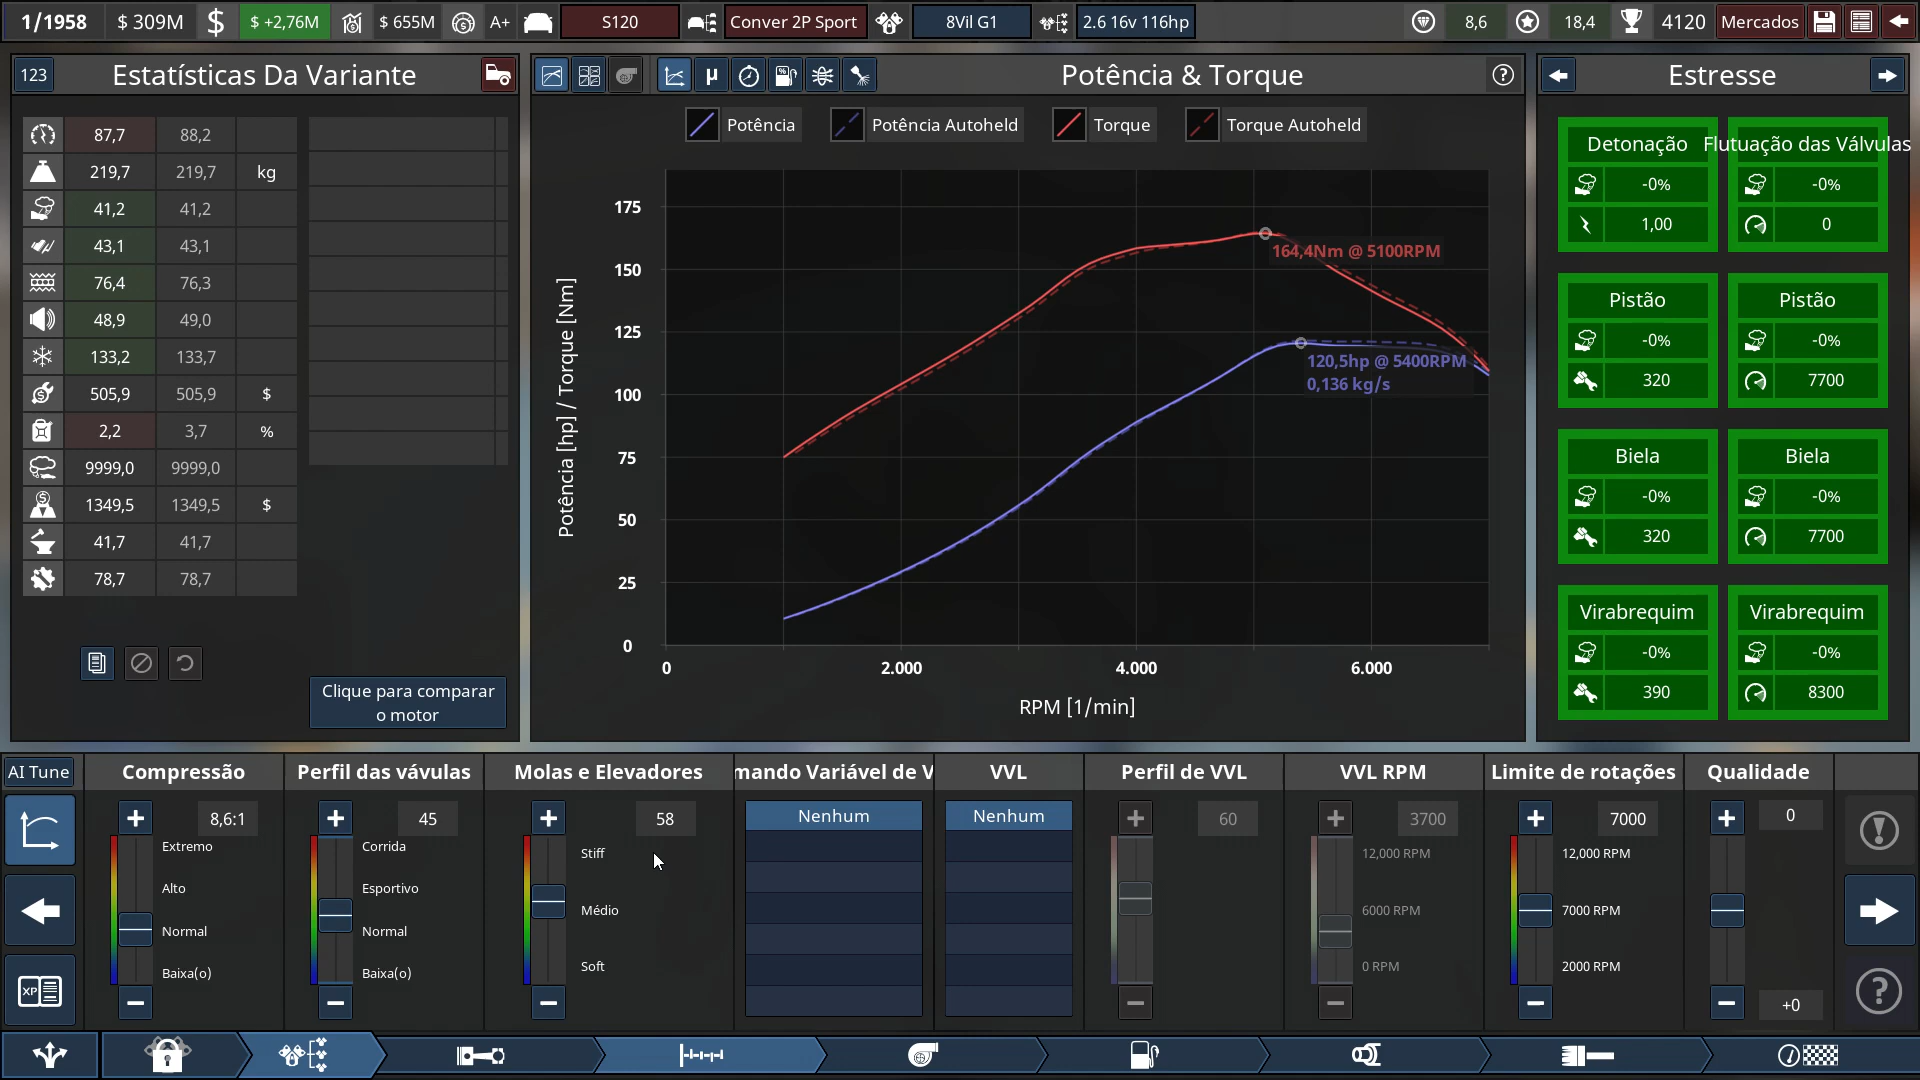 1/1958
$ 309M
$ +2,76M
$ 655M
A+
S120
Conver 2P Sport
8Vil G1
2.6 16v 116hp
8,6
18,4
4120
Mercados
123
Estatísticas Da Variante
87,7 88,2
219,7 219,7 kg
41,2 41,2
43,1 43,1
76,4 76,3
48,9 49,0
133,2 133,7
505,9 505,9 $
2,2 3,7 %
9999,0 9999,0
1349,5 1349,5 $
41,7 41,7
78,7 78,7
Clique para comparar
o motor
μ
Potência & Torque
Potência
Potência Autoheld
Torque
Torque Autoheld
Potência [hp] / Torque [Nm]
175
150
125
100
75
50
25
0
164,4Nm @ 5100RPM
120,5hp @ 5400RPM
0,136 kg/s
0 2.000 4.000 6.000
RPM [1/min]
Estresse
Detonação
-0%
1,00
Flutuação das Válvulas
-0%
0
Pistão
-0%
320
Pistão
-0%
7700
Biela
-0%
320
Biela
-0%
7700
Virabrequim
-0%
390
Virabrequim
-0%
8300
AI Tune
XP
Compressão
8,6:1
Extremo
Alto
Normal
Baixa(o)
Perfil das vávulas
45
Corrida
Esportivo
Normal
Baixa(o)
Molas e Elevadores
58
Stiff
Médio
Soft
mando Variável de V
Nenhum
VVL
Nenhum
Perfil de VVL
60
VVL RPM
3700
12,000 RPM
6000 RPM
0 RPM
Limite de rotações
7000
12,000 RPM
7000 RPM
2000 RPM
Qualidade
0
+0